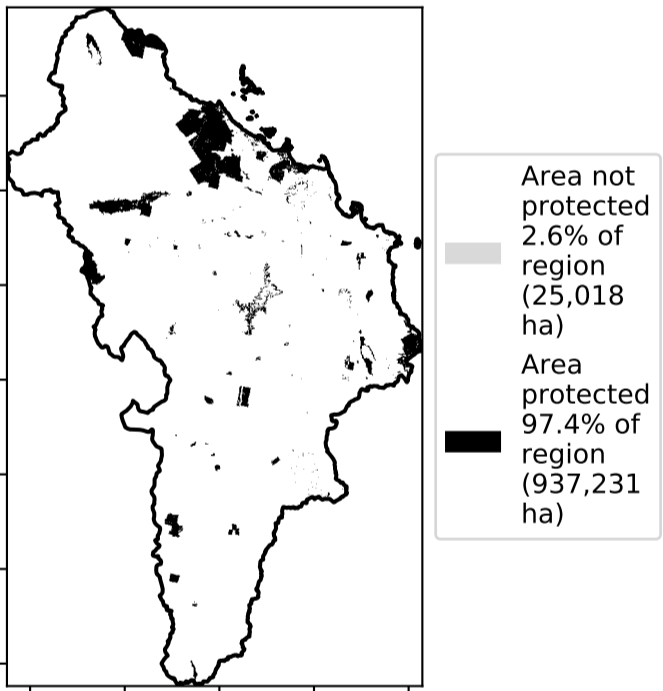 Area not
protected
2.6% of
region
(25,018
ha)
Area
protected
97.4% of
region
(937,231
ha)